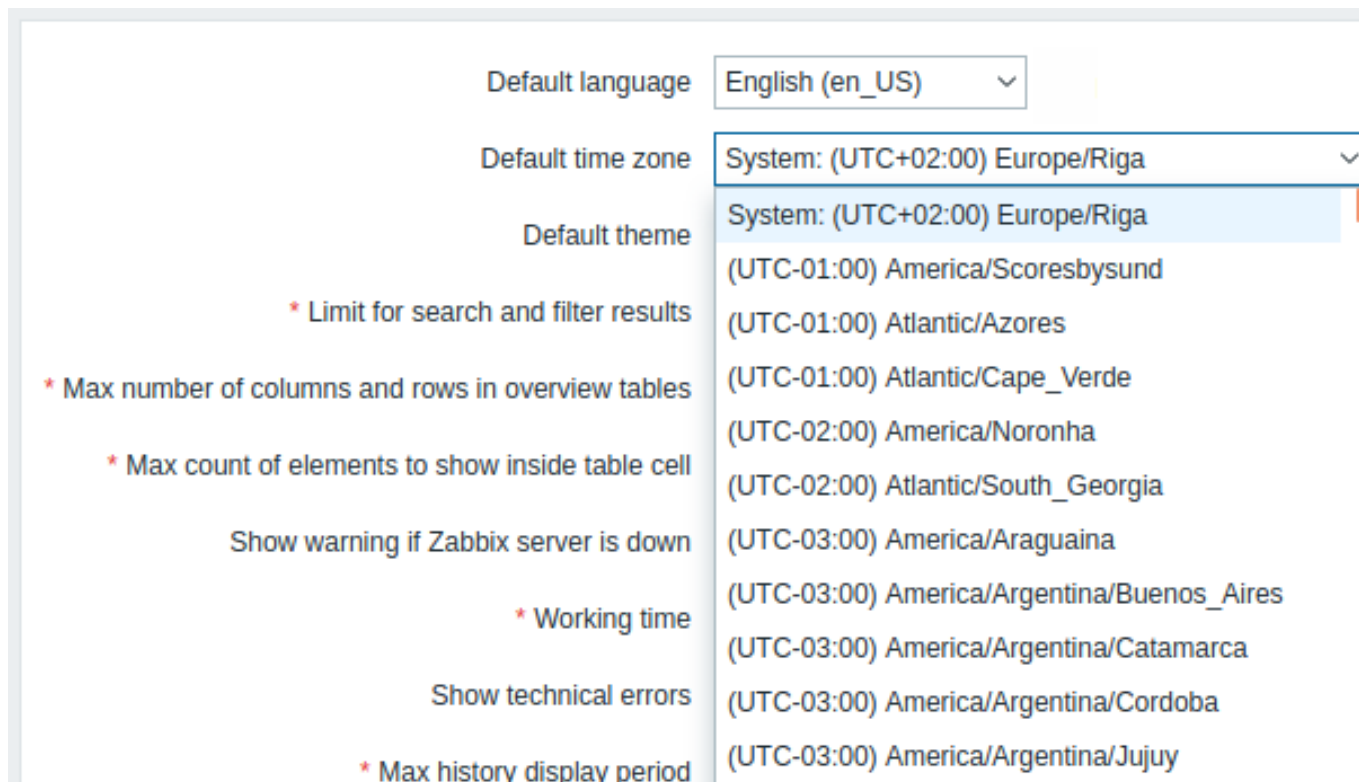 Default language English (en_US)
Default time zone System: (UTC+02:00) Europe/Riga
System: (UTC+02:00) Europe/Riga
Default theme
(UTC-01:00) America/Scoresbysund
* Limit for search and filter results
(UTC-01:00) Atlantic/Azores
(UTC-01:00) Atlantic/Cape_Verde
* Max number of columns and rows in overview tables
(UTC-02:00) America/Noronha
* Max count of elements to show inside table cell
(UTC-02:00) Atlantic/South_Georgia
Show warning if Zabbix server is down
(UTC-03:00) America/Araguaina
(UTC-03:00) America/Argentina/Buenos_Aires
* Working time
(UTC-03:00) America/Argentina/Catamarca
Show technical errors
(UTC-03:00) America/Argentina/Cordoba
(UTC-03:00) America/Argentina/Jujuy
* Max history display period